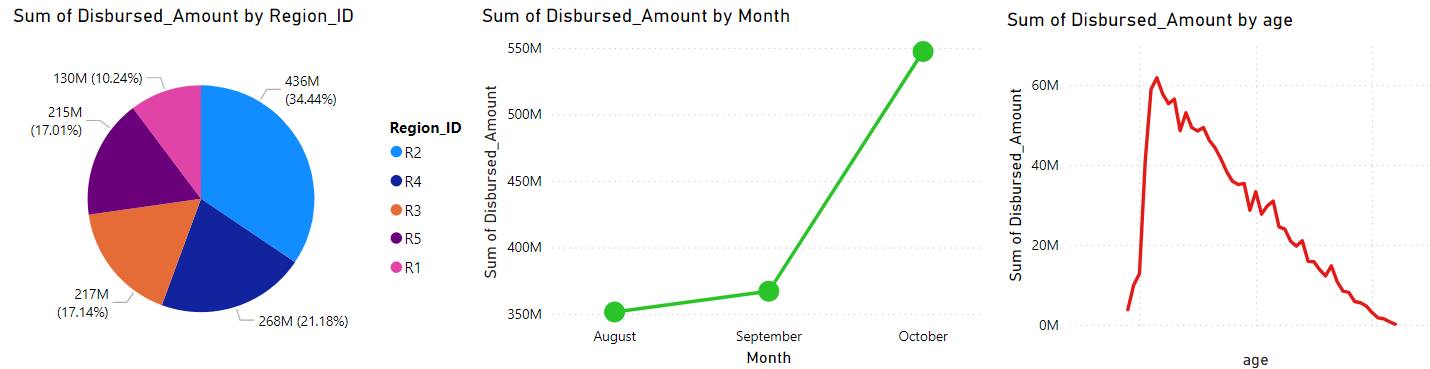 Sum of Disbursed_Amount by Region_ID
130M (10.24%)
436M
(34.44%)
215M
(17.01%)
217M
(17.14%)
268M (21.18%)
Region_ID
R2
R4
R3
R5
R1
Sum of Disbursed_Amount by Month
Sum of Disbursed_Amount
550M
500M
450M
400M
350M
August
September
October
Month
Sum of Disbursed_Amount by age
Sum of Disbursed_Amount
60M
40M
20M
0M
age